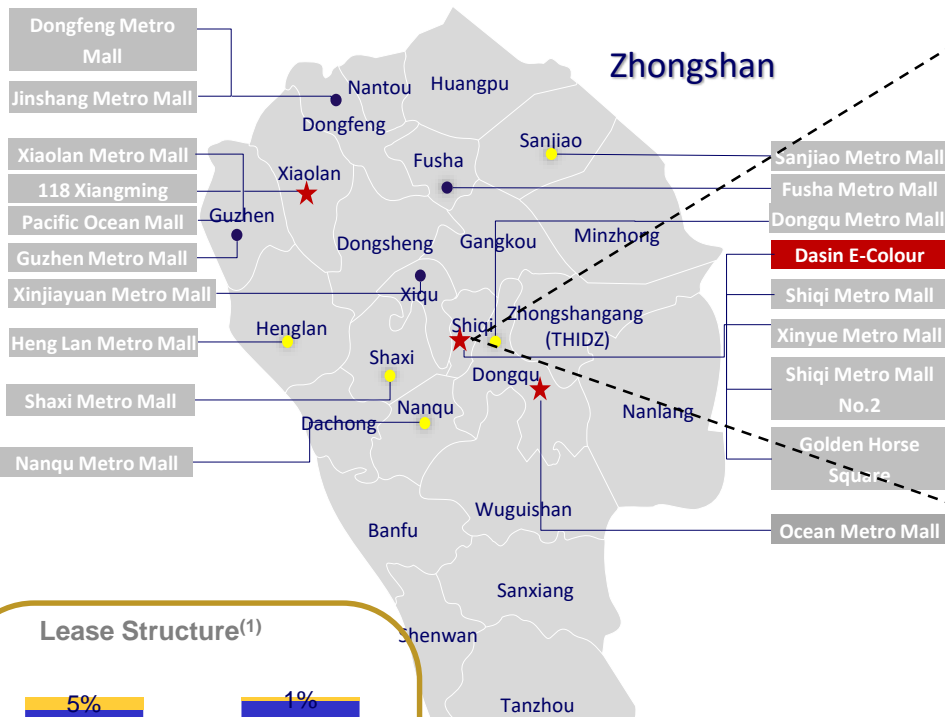 Zhongshan
Dongfeng Metro
Mall
Jinshang Metro Mall
Xiaolan Metro Mall
118 Xiangming
Pacific Ocean Mall
Guzhen Metro Mall
Xinjiayuan Metro Mall
Heng Lan Metro Mall
Shaxi Metro Mall
Nanqu Metro Mall
Huangpu
Nantou
Dongfeng
Sanjiao
Fusha
Xiaolan
Guzhen
Dongsheng
Gangkou
Minzhong
Xiqu
Henglan
Shiqi
Zhongshangang
(THIDZ)
Shaxi
Dongqu
Nanqu
Dachong
Nanlang
Wuguishan
Banfu
Sanxiang
Shenwan
Tanzhou
Sanjiao Metro Mall
Fusha Metro Mall
Dongqu Metro Mall
Dasin E-Colour
Shiqi Metro Mall
Xinyue Metro Mall
Shiqi Metro Mall
No.2
Golden Horse
Square
Ocean Metro Mall
Lease Structure(1)
5%
1%